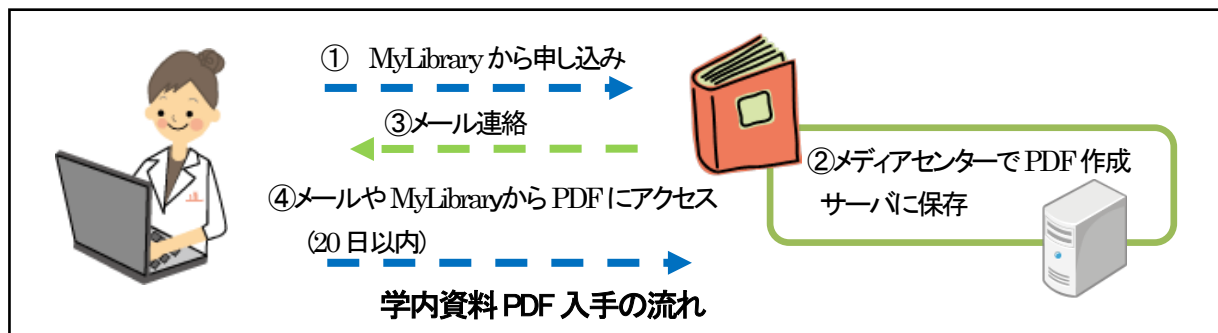 ① MyLibraryから申し込み
③メール連絡
②メディアセンターでPDF作成
サーバに保存
④メールやMyLibraryからPDFにアクセス
(20日以内)
学内資料PDF入手の流れ